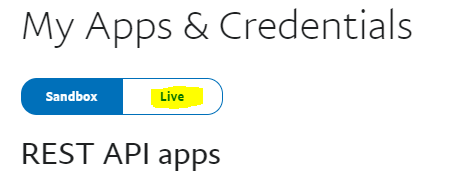 My Apps & Credentials
Sandbox Live
REST API apps